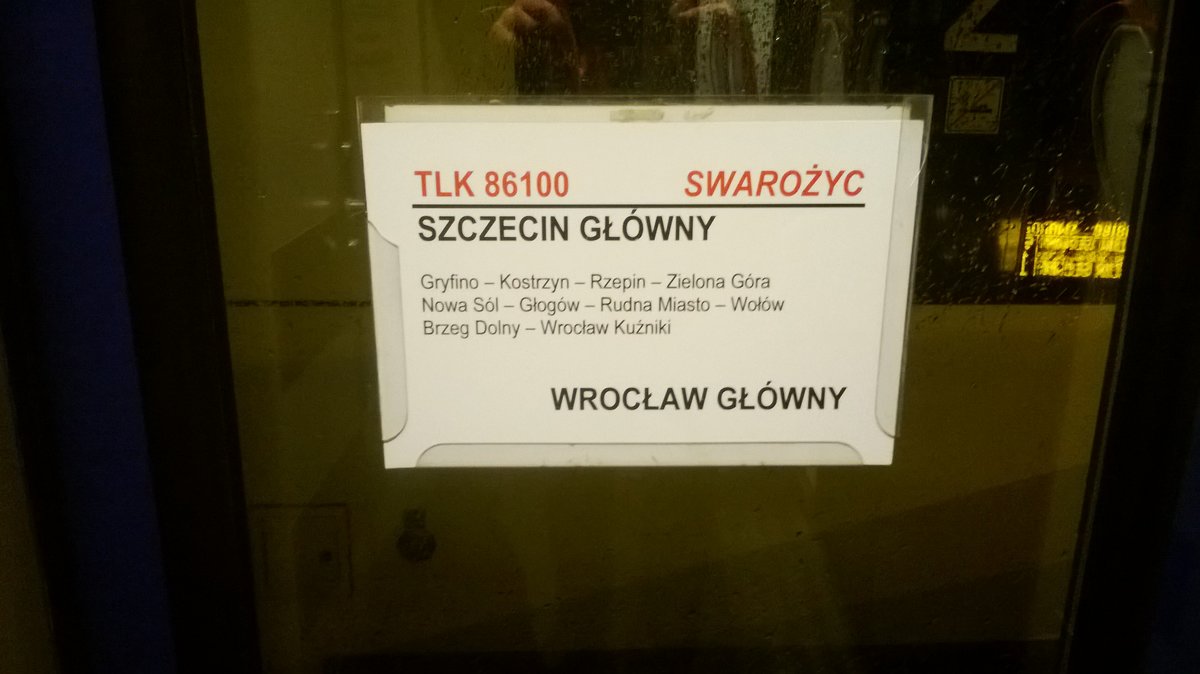 TLK 86100 SWAROŻYC
SZCZECIN GŁÓWNY
Gryfino – Kostrzyn – Rzepin – Zielona Góra
Nowa Sól – Głogów – Rudna Miasto – Wołów
Brzeg Dolny – Wrocław Kuźniki
WROCŁAW GŁÓWNY